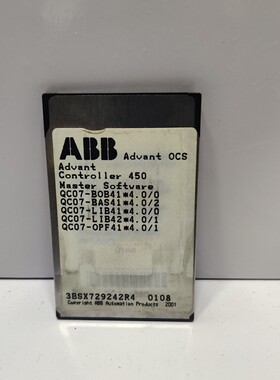 ABB Advant OCS
Advant
Controller 450
Master Software
QC07-BOB41*4.0/0
QC07-BAS41*4.0/2
QC07-LIB41*4.0/0
QC07-LIB42*4.0/1
QC07-OPF41*4.0/1
3BSX729242R4 0108
Copyright ABB Automation Products 2001